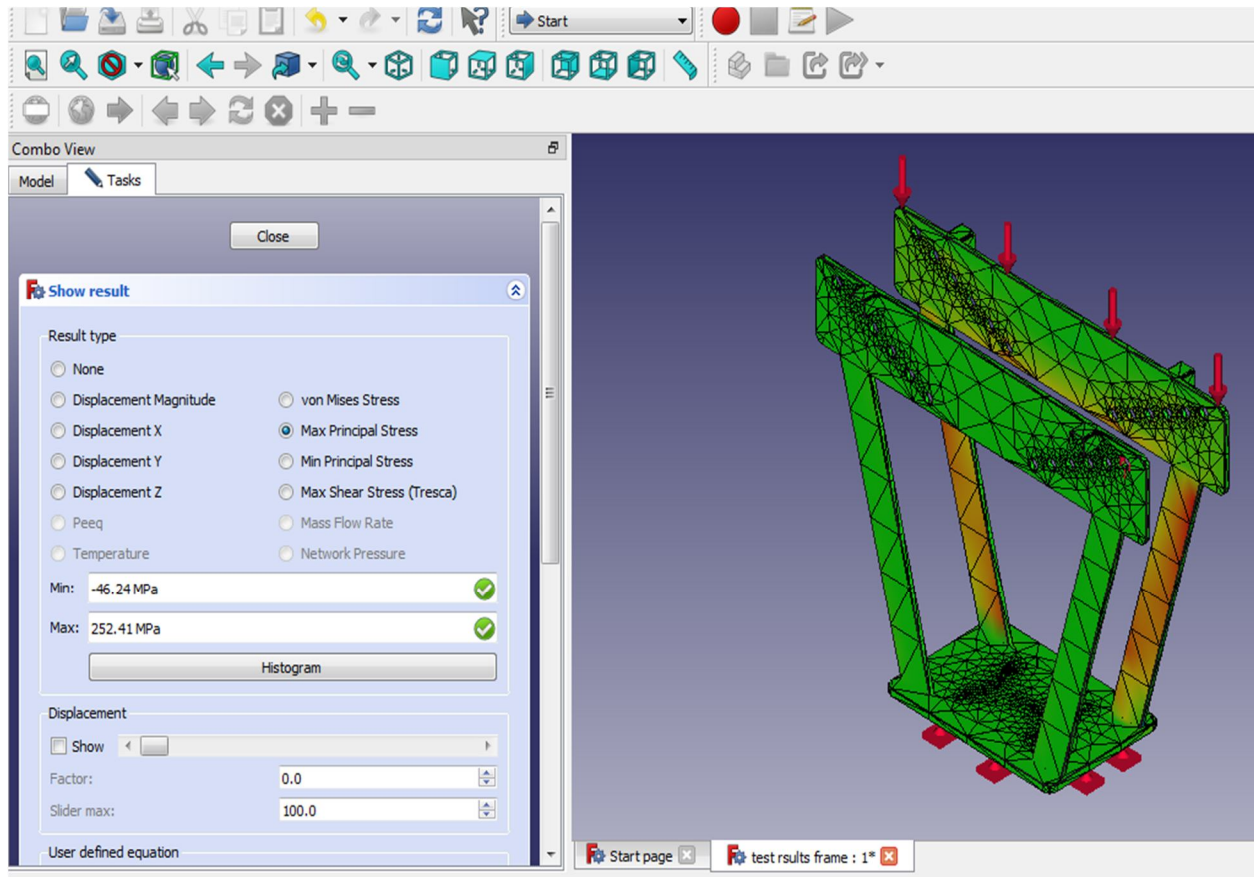 Start
Combo View
Model
Tasks
Close
Show result
Result type
None
Displacement Magnitude
von Mises Stress
Displacement X
Max Principal Stress
Displacement Y
Min Principal Stress
Displacement Z
Max Shear Stress (Tresca)
Peeq
Mass Flow Rate
Temperature
Network Pressure
Min: -46.24 MPa
Max: 252.41 MPa
Histogram
Displacement
Show
Factor: 0.0
Slider max: 100.0
User defined equation
Start page
test rsults frame : 1*